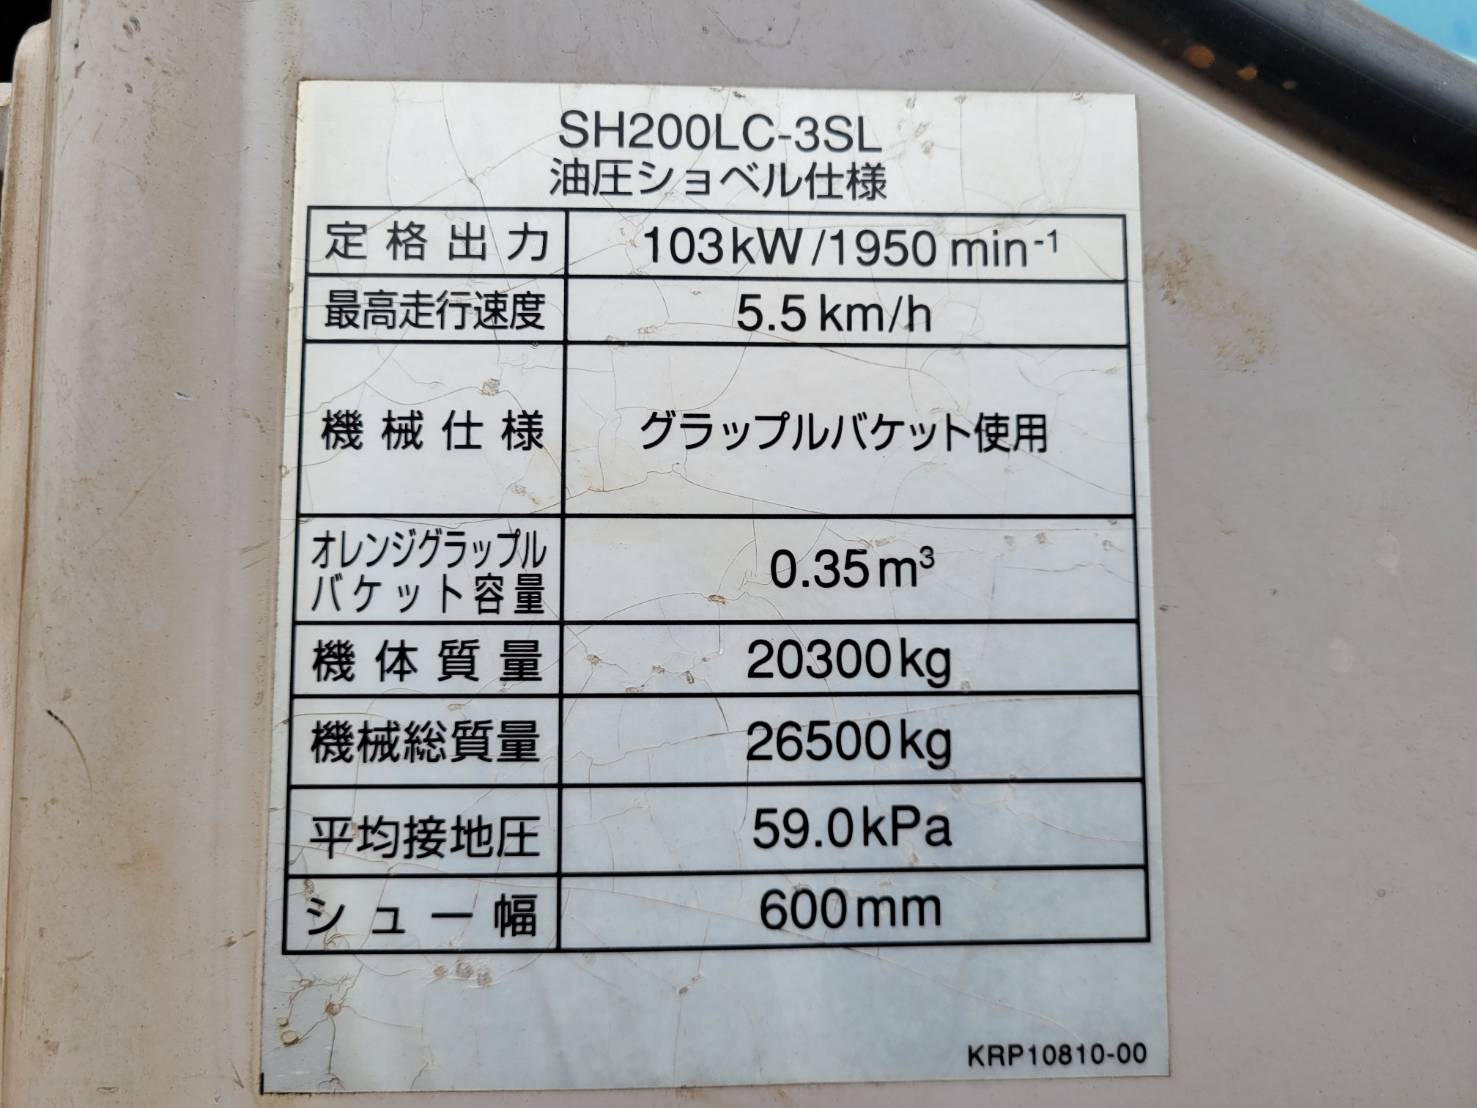 SH200LC-3SL
油圧ショベル仕様
定格出力 103kW/1950 min⁻¹
最高走行速度 5.5km/h
機械仕様 グラップルバケット使用
オレンジグラップル
バケット容量 0.35m³
機体質量 20300kg
機械総質量 26500kg
平均接地圧 59.0kPa
シュー幅 600mm
KRP10810-00